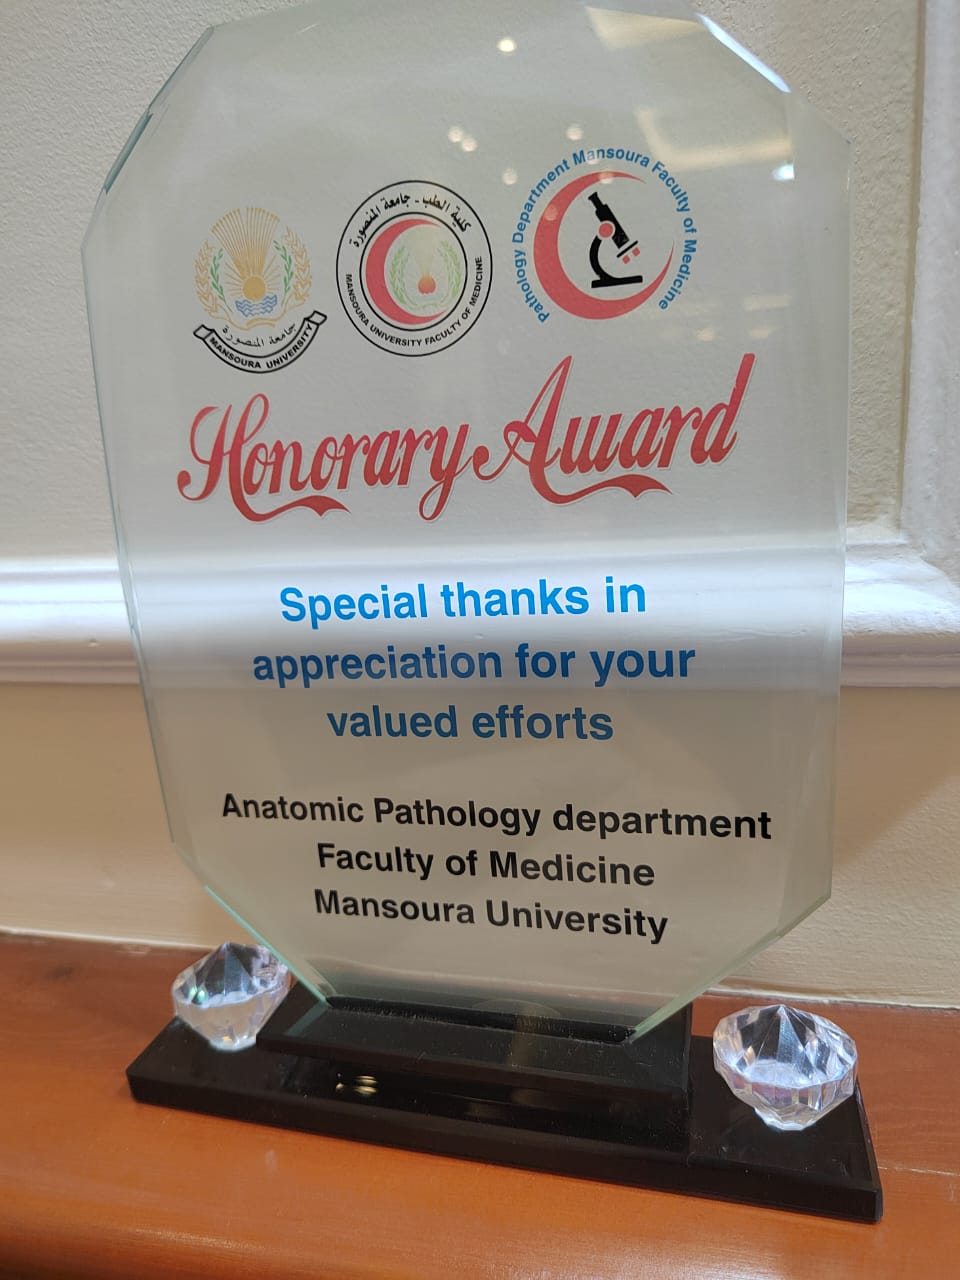 جامعة المنصورة
MANSOURA UNIVERSITY
كلية الطب - جامعة المنصورة
MANSOURA UNIVERSITY FACULTY OF MEDICINE
Pathology Department Mansoura Faculty of Medicine
Honorary Award
Special thanks in
appreciation for your
valued efforts
Anatomic Pathology department
Faculty of Medicine
Mansoura University